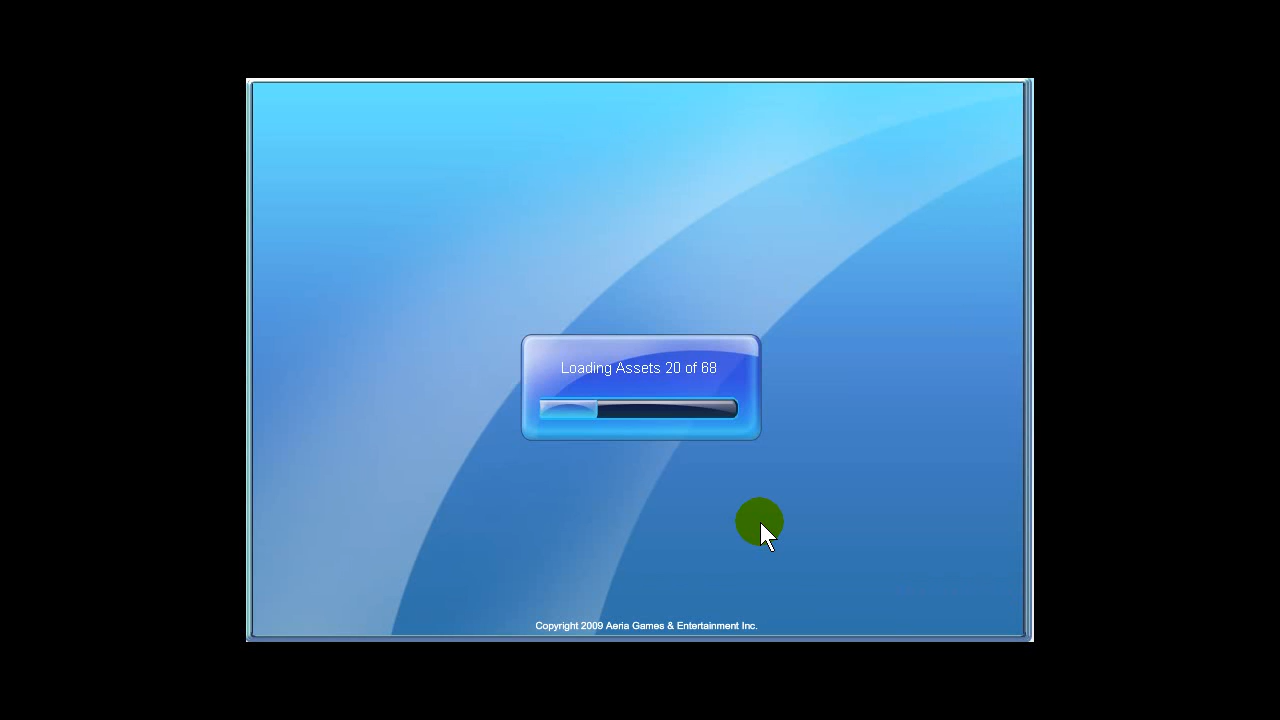 Loading Assets 20 of 68
Copyright 2009 Aeria Games & Entertainment Inc.